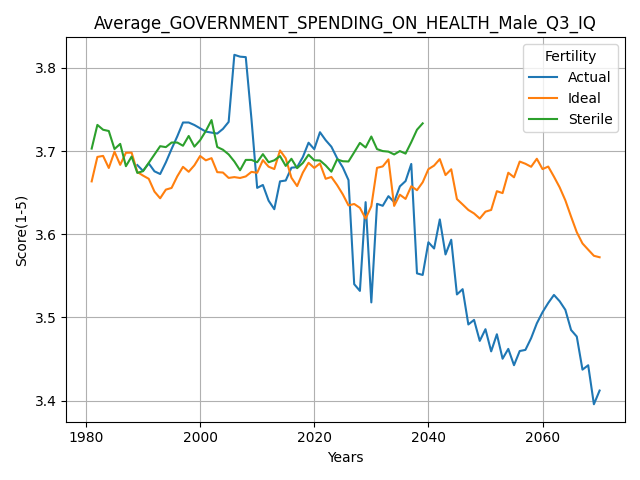 Average_GOVERNMENT_SPENDING_ON_HEALTH_Male_Q3_IQ
Fertility
Actual
Ideal
Sterile
Score(1-5)
3.8
3.7
3.6
3.5
3.4
1980
2000
2020
2040
2060
Years